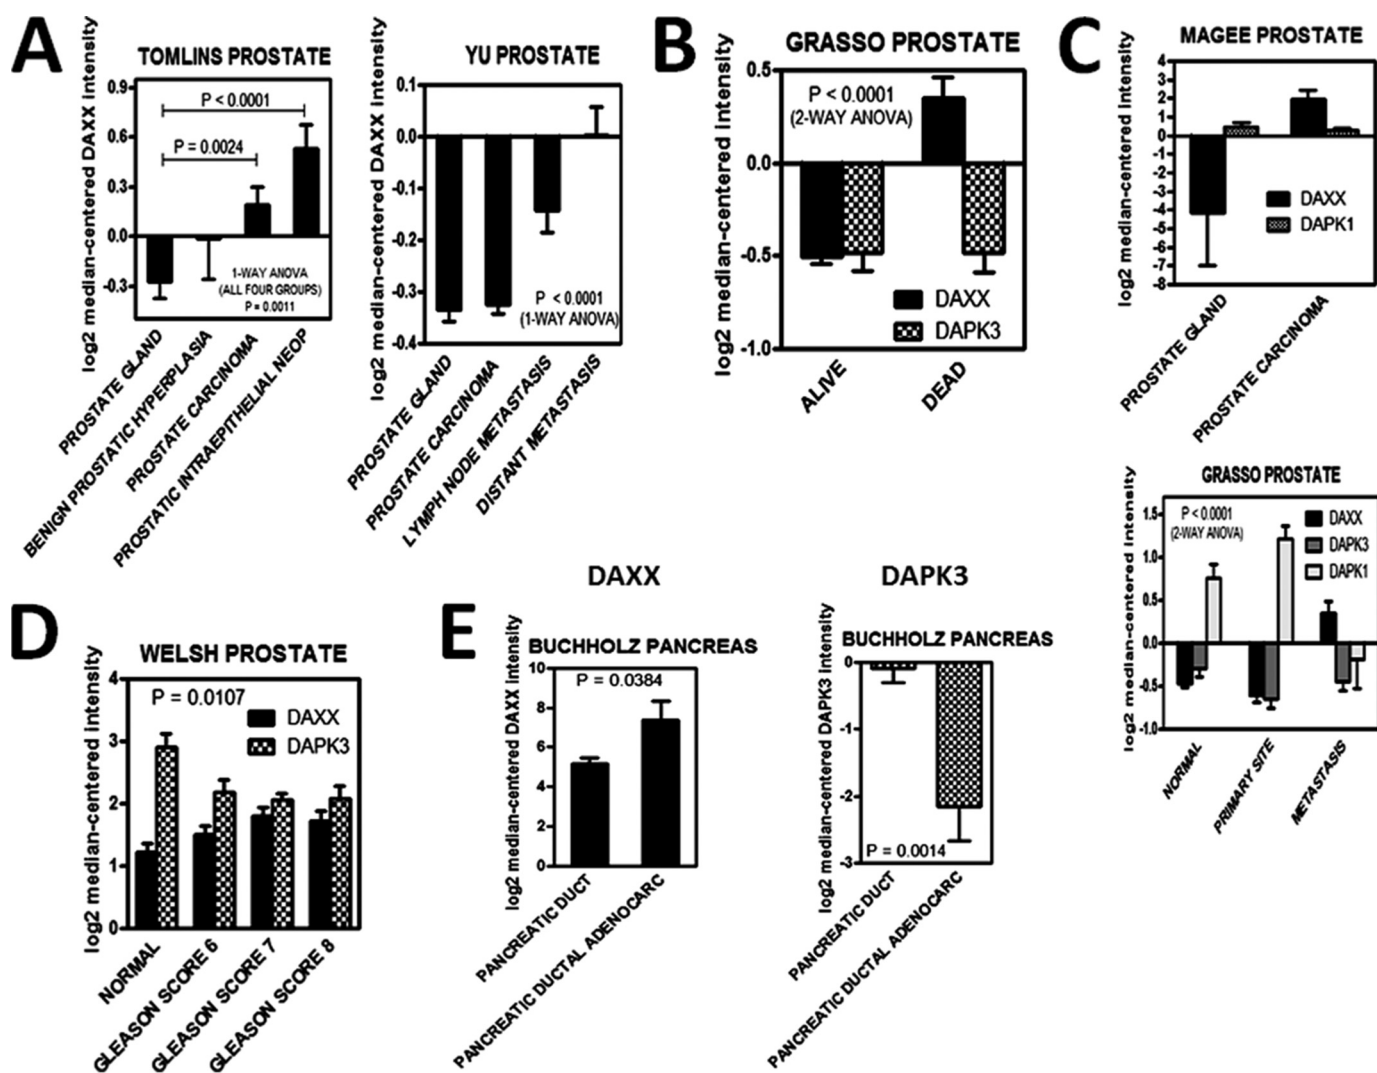 A
TOMLINS PROSTATE
log2 median-centered DAXX intensity
0.9
0.6
0.3
0.0
-0.3
P < 0.0001
P = 0.0024
1-WAY ANOVA
(ALL FOUR GROUPS)
P = 0.0011
PROSTATE GLAND
BENIGN PROSTATIC HYPERPLASIA
PROSTATE CARCINOMA
PROSTATIC INTRAEPITHELIAL NEOP
YU PROSTATE
log2 median-centered DAXX intensity
0.1
0.0
-0.1
-0.2
-0.3
-0.4
P < 0.0001
(1-WAY ANOVA)
PROSTATE GLAND
PROSTATE CARCINOMA
LYMPH NODE METASTASIS
DISTANT METASTASIS
B
GRASSO PROSTATE
log2 median-centered intensity
0.5
0.0
-0.5
-1.0
P < 0.0001
(2-WAY ANOVA)
DAXX
DAPK3
ALIVE
DEAD
C
MAGEE PROSTATE
log2 median-centered intensity
4
3
2
1
0
-1
-2
-3
-4
-5
-6
-7
-8
DAXX
DAPK1
PROSTATE GLAND
PROSTATE CARCINOMA
GRASSO PROSTATE
log2 median-centered intensity
1.5
1.0
0.5
0.0
-0.5
-1.0
P < 0.0001
(2-WAY ANOVA)
DAXX
DAPK3
DAPK1
NORMAL
PRIMARY SITE
METASTASIS
D
WELSH PROSTATE
log2 median-centered intensity
4
3
2
1
0
P = 0.0107
DAXX
DAPK3
NORMAL
GLEASON SCORE 6
GLEASON SCORE 7
GLEASON SCORE 8
E
DAXX
BUCHHOLZ PANCREAS
log2 median-centered DAXX intensity
10
8
6
4
2
0
P = 0.0384
PANCREATIC DUCT
PANCREATIC DUCTAL ADENOCARC
DAPK3
BUCHHOLZ PANCREAS
log2 median-centered DAPK3 intensity
0
-1
-2
-3
P = 0.0014
PANCREATIC DUCT
PANCREATIC DUCTAL ADENOCARC